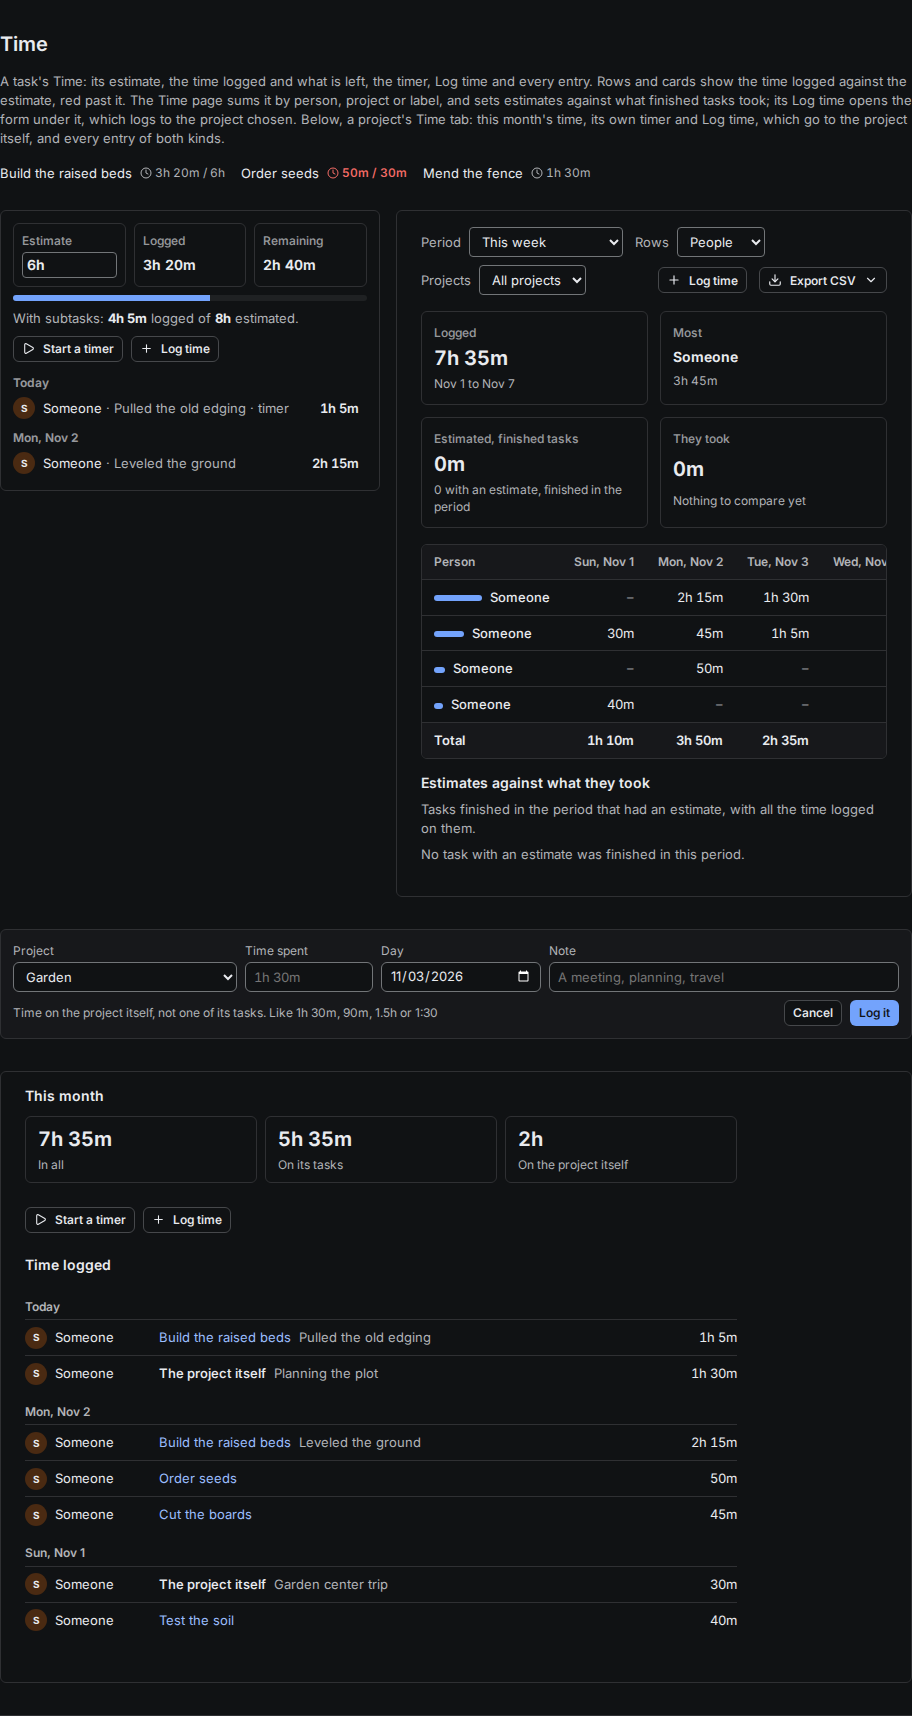 Time
A task's Time: its estimate, the time logged and what is left, the timer, Log time and every entry. Rows and cards show the time logged against the
estimate, red past it. The Time page sums it by person, project or label, and sets estimates against what finished tasks took; its Log time opens the
form under it, which logs to the project chosen. Below, a project's Time tab: this month's time, its own timer and Log time, which go to the project
itself, and every entry of both kinds.
Build the raised beds 3h 20m / 6h Order seeds 50m / 30m Mend the fence 1h 30m
Estimate Logged Remaining
6h 3h 20m 2h 40m
With subtasks: 4h 5m logged of 8h estimated.
Start a timer Log time
Today
S Someone · Pulled the old edging · timer 1h 5m
Mon, Nov 2
S Someone · Leveled the ground 2h 15m
Period This week Rows People
Projects All projects Log time Export CSV
Logged
7h 35m
Nov 1 to Nov 7
Most
Someone
3h 45m
Estimated, finished tasks
0m
0 with an estimate, finished in the
period
They took
0m
Nothing to compare yet
Person Sun, Nov 1 Mon, Nov 2 Tue, Nov 3 Wed, Nov
Someone – 2h 15m 1h 30m
Someone 30m 45m 1h 5m
Someone – 50m –
Someone 40m – –
Total 1h 10m 3h 50m 2h 35m
Estimates against what they took
Tasks finished in the period that had an estimate, with all the time logged
on them.
No task with an estimate was finished in this period.
Project Time spent Day Note
Garden 1h 30m 11/03/2026 A meeting, planning, travel
Time on the project itself, not one of its tasks. Like 1h 30m, 90m, 1.5h or 1:30 Cancel Log it
This month
7h 35m 5h 35m 2h
In all On its tasks On the project itself
Start a timer Log time
Time logged
Today
S Someone Build the raised beds Pulled the old edging 1h 5m
S Someone The project itself Planning the plot 1h 30m
Mon, Nov 2
S Someone Build the raised beds Leveled the ground 2h 15m
S Someone Order seeds 50m
S Someone Cut the boards 45m
Sun, Nov 1
S Someone The project itself Garden center trip 30m
S Someone Test the soil 40m